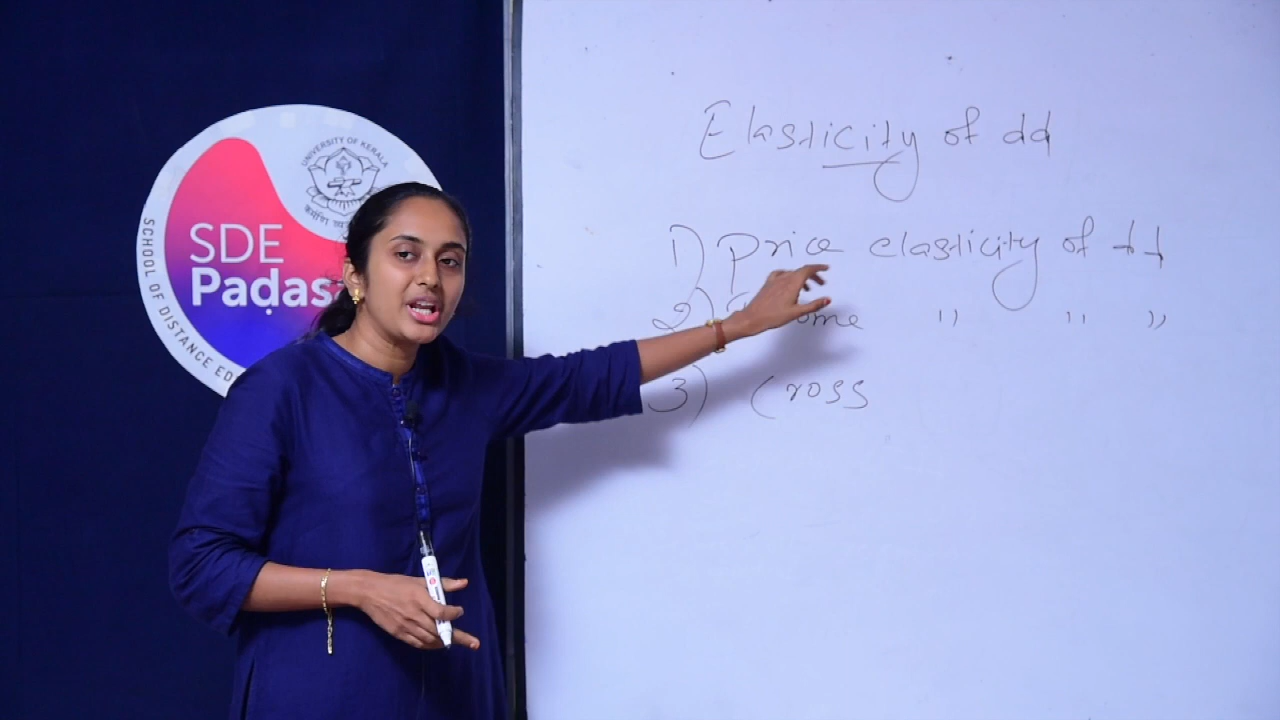 UNIVERSITY OF KERALA
SDE
Padas
SCHOOL OF DISTANCE ED
Elasticity of dd
1) Price elasticity of dd
2) ome " " "
3) Cross